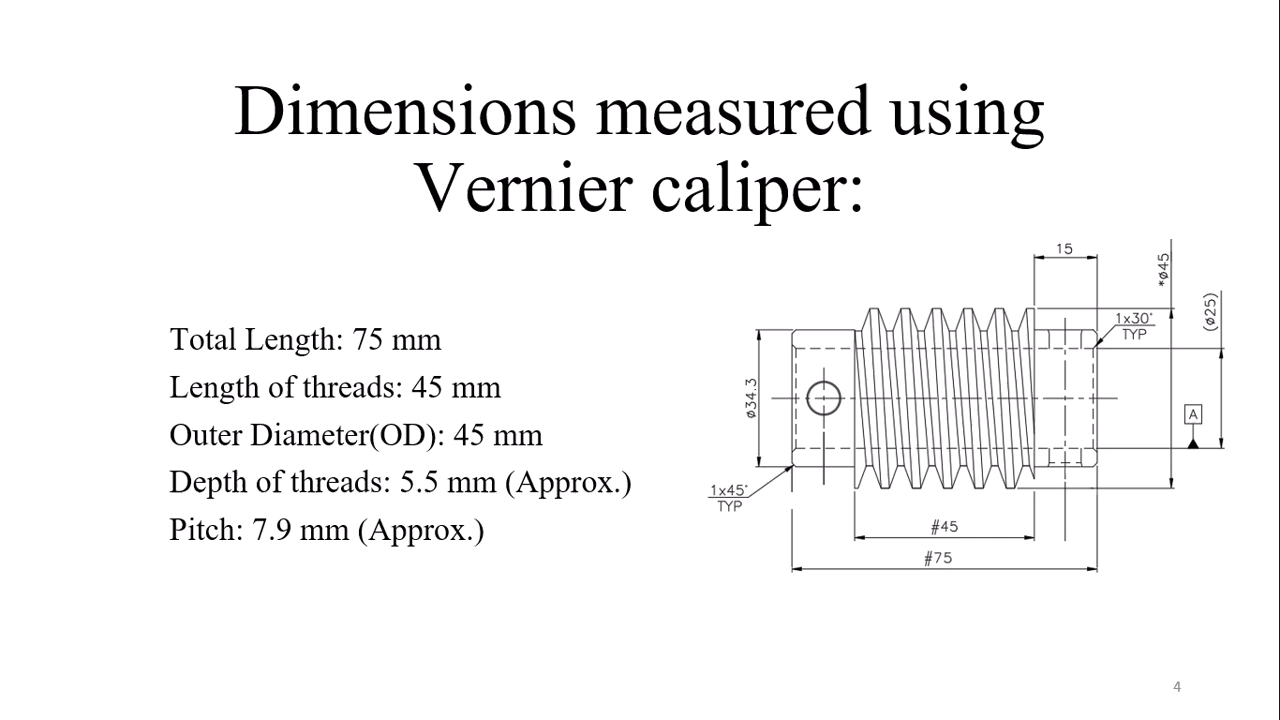 Dimensions measured using
Vernier caliper:
Total Length: 75 mm
Length of threads: 45 mm
Outer Diameter(OD): 45 mm
Depth of threads: 5.5 mm (Approx.)
Pitch: 7.9 mm (Approx.)
15
*ø45
(ø25)
1x30°
TYP
ø34.3
A
1x45°
TYP
#45
#75
4